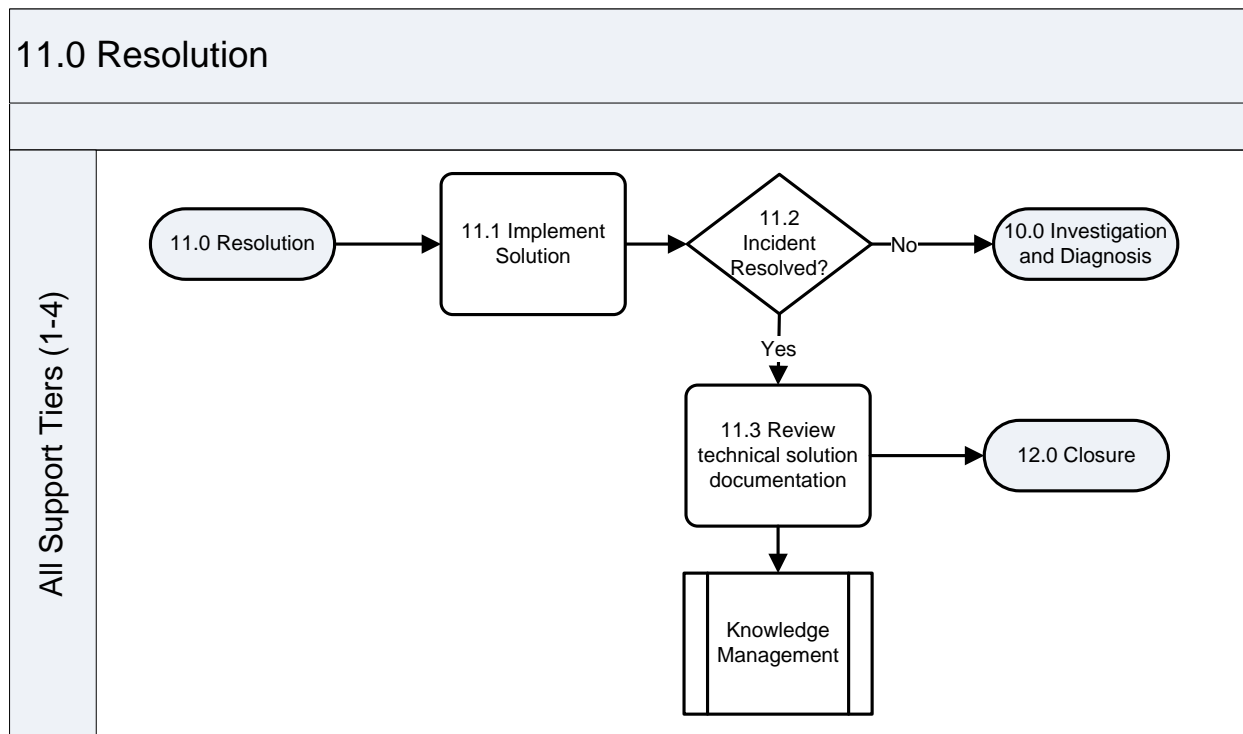 11.0 Resolution
All Support Tiers (1-4)
11.0 Resolution
11.1 Implement
Solution
11.2
Incident
Resolved?
No
10.0 Investigation
and Diagnosis
Yes
11.3 Review
technical solution
documentation
12.0 Closure
Knowledge
Management